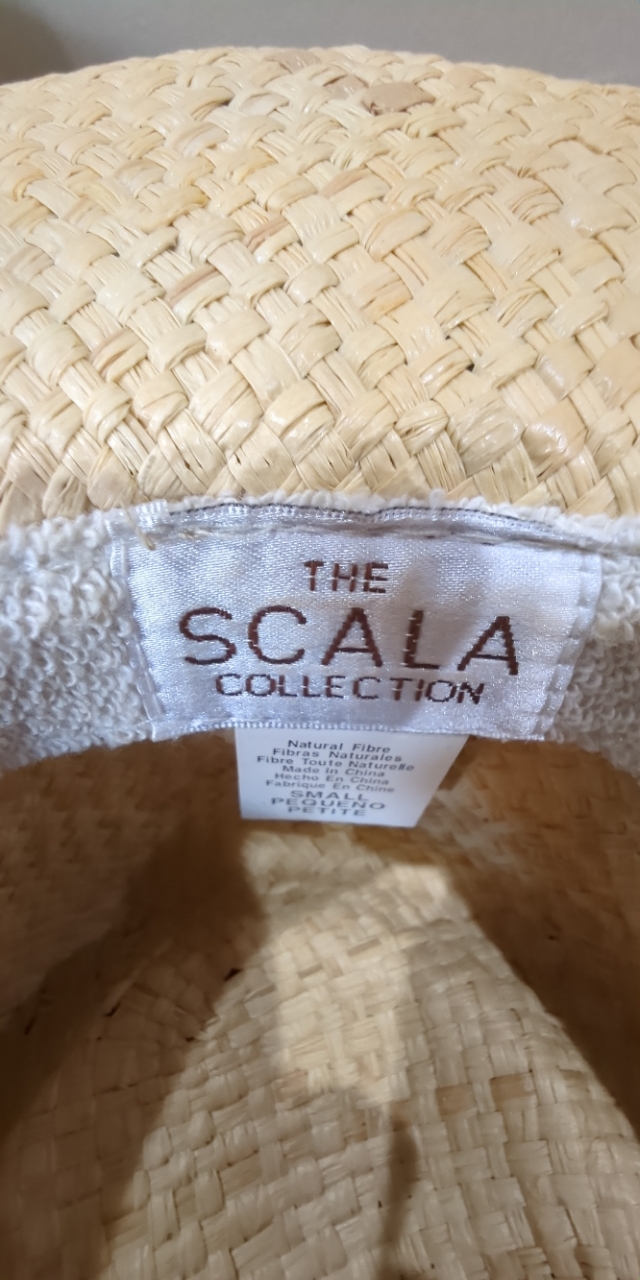 THE
SCALA
COLLECTION
Natural Fibre
Fibras Naturales
Fibre Toute Naturelle
Made in China
Hecho En China
Fabrique En Chine
SMALL
PEQUEÑO
PETITE